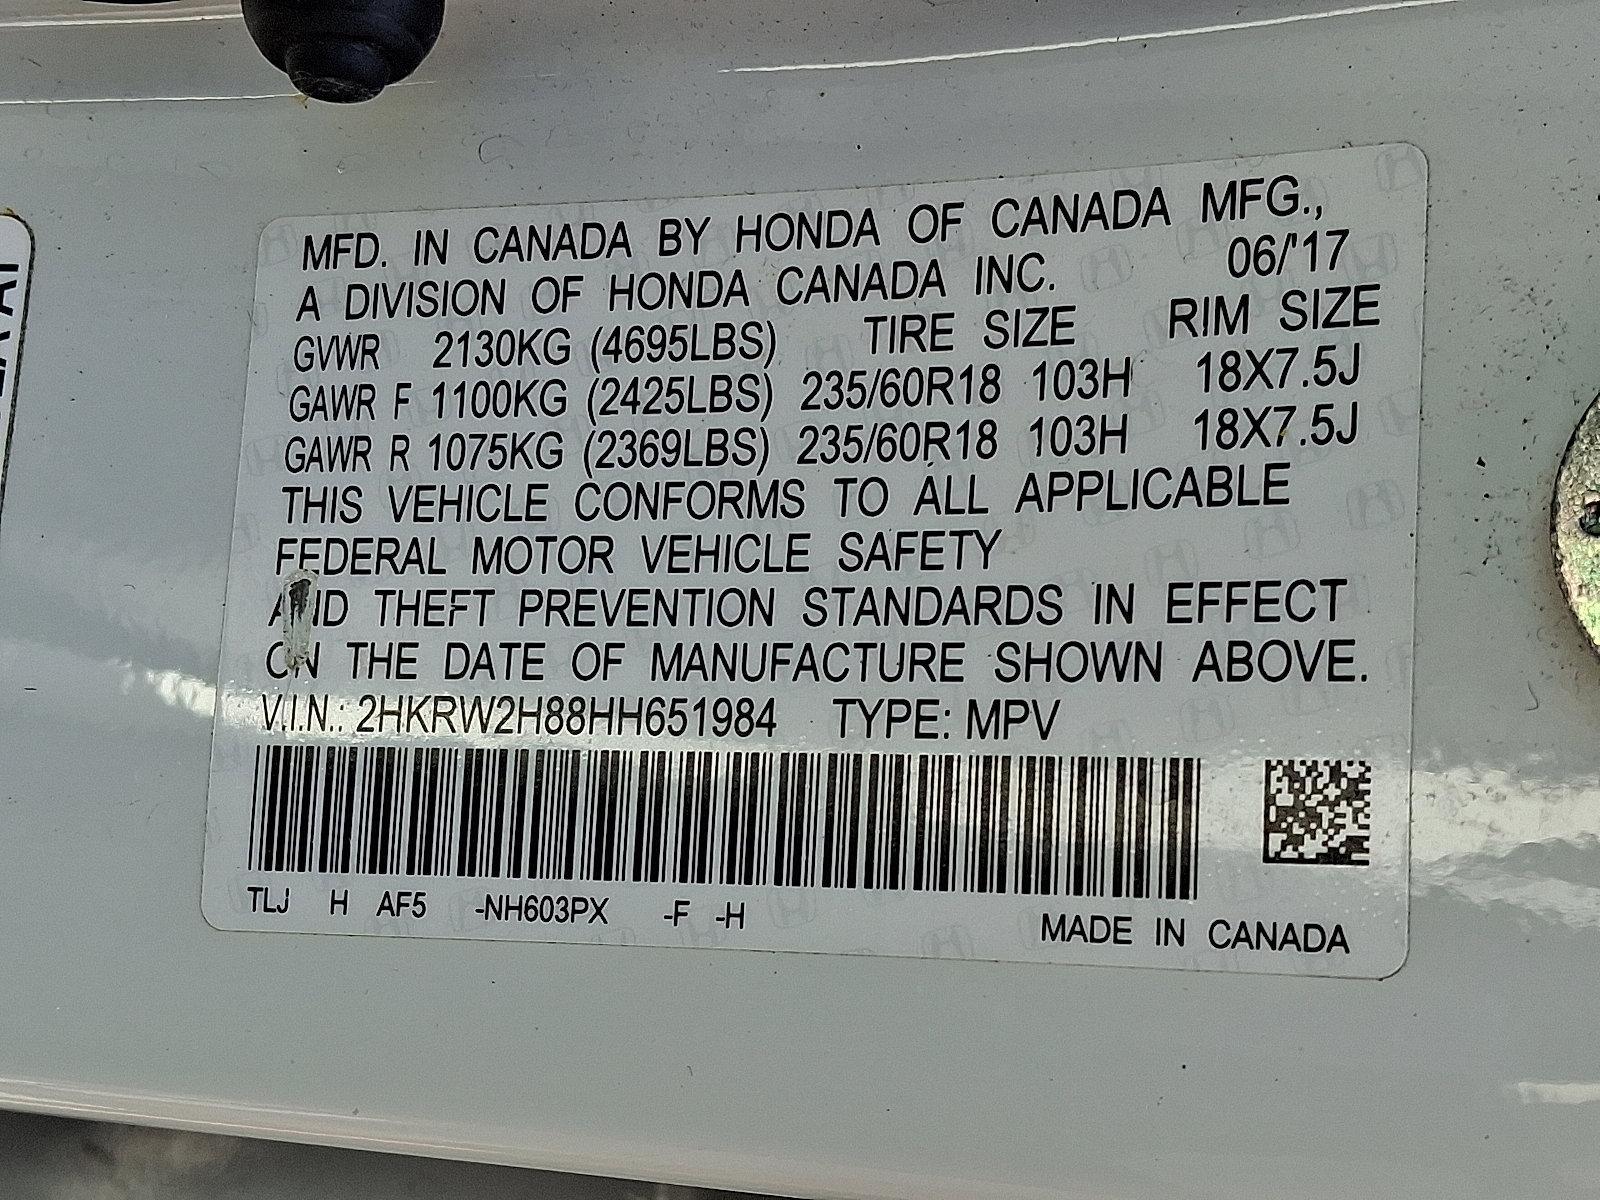 MFD. IN CANADA BY HONDA OF CANADA MFG.,
A DIVISION OF HONDA CANADA INC. 06/'17
GVWR 2130KG (4695LBS) TIRE SIZE RIM SIZE
GAWR F 1100KG (2425LBS) 235/60R18 103H 18X7.5J
GAWR R 1075KG (2369LBS) 235/60R18 103H 18X7.5J
THIS VEHICLE CONFORMS TO ALL APPLICABLE
FEDERAL MOTOR VEHICLE SAFETY
AND THEFT PREVENTION STANDARDS IN EFFECT
ON THE DATE OF MANUFACTURE SHOWN ABOVE.
V.I.N.: 2HKRW2H88HH651984 TYPE: MPV
TLJ H AF5 -NH603PX -F -H
MADE IN CANADA